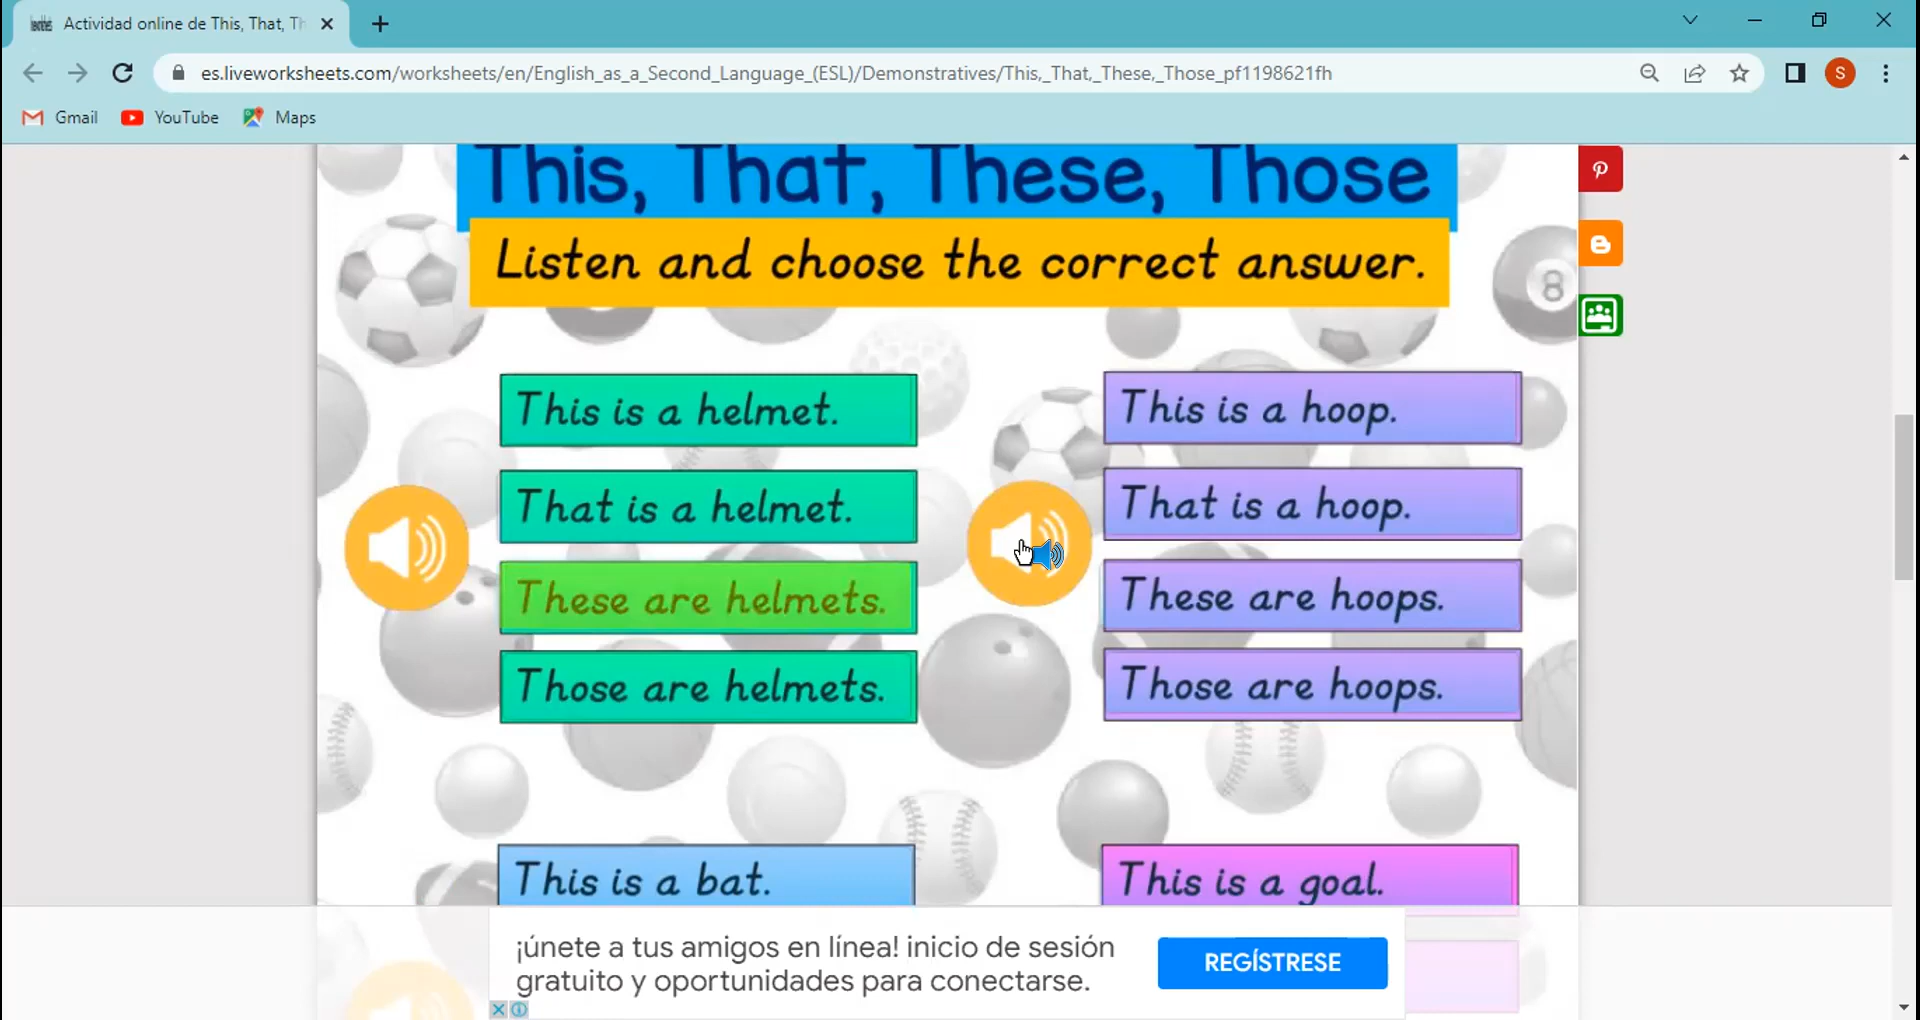 Actividad online de This, That, Th
es.liveworksheets.com/worksheets/en/English_as_a_Second_Language_(ESL)/Demonstratives/This,_That,_These,_Those_pf1198621fh
S
Gmail YouTube Maps
This, That, These, Those
Listen and choose the correct answer.
8
This is a helmet.
That is a helmet.
These are helmets.
Those are helmets.
This is a hoop.
That is a hoop.
These are hoops.
Those are hoops.
This is a bat.
This is a goal.
¡únete a tus amigos en línea! inicio de sesión
gratuito y oportunidades para conectarse.
REGÍSTRESE